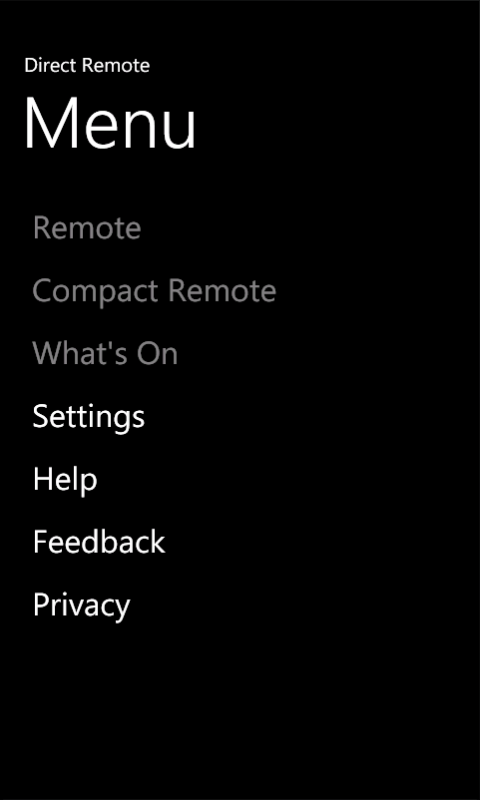 Direct Remote
Menu
Remote
Compact Remote
What's On
Settings
Help
Feedback
Privacy